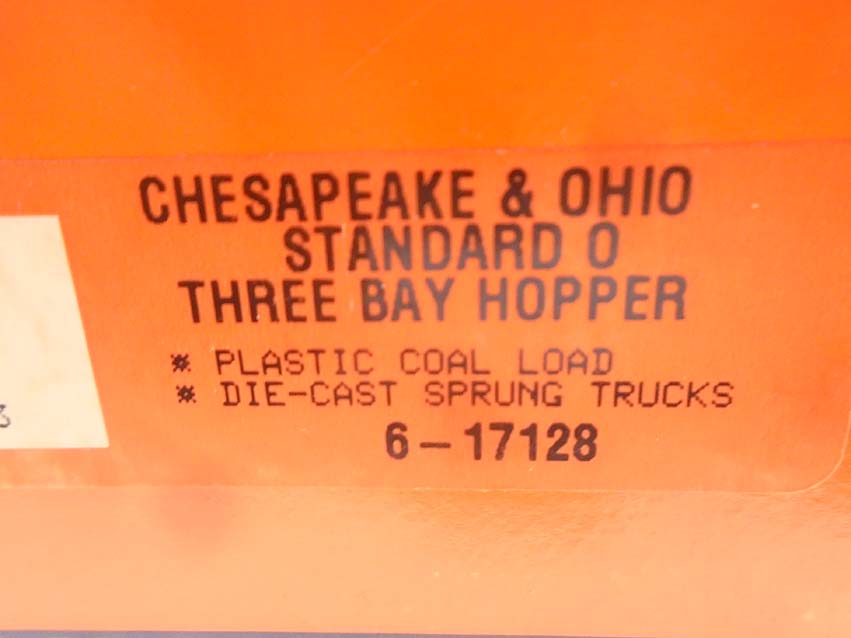 CHESAPEAKE & OHIO
STANDARD O
THREE BAY HOPPER
* PLASTIC COAL LOAD
* DIE-CAST SPRUNG TRUCKS
6-17128